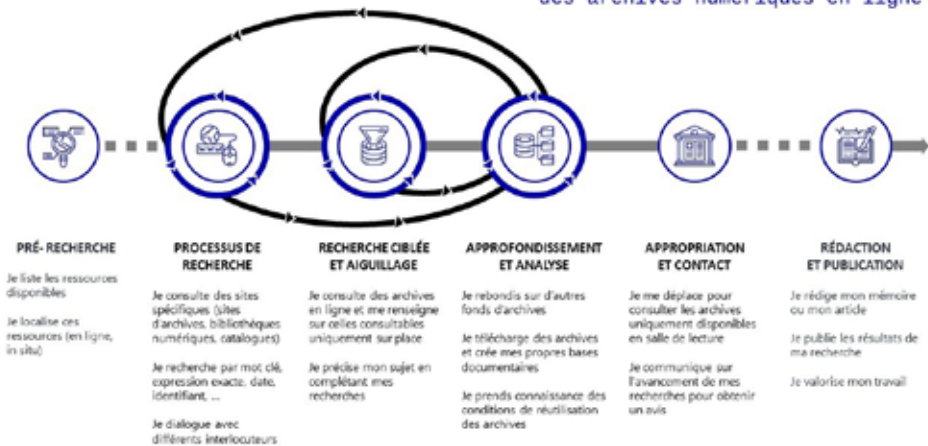 des archives numériques en ligne
PRÉ- RECHERCHE
Je liste les ressources
disponibles
Je localise ces
ressources (en ligne,
in situ)
PROCESSUS DE
RECHERCHE
Je consulte des sites
spécifiques (sites
d'archives, bibliothèques
numériques, catalogues)
Je recherche par mot clé,
expression exacte, date,
identifiant, ...
Je dialogue avec
différents interlocuteurs
RECHERCHE CIBLÉE
ET AIGUILLAGE
Je consulte des archives
en ligne et me renseigne
sur celles consultables
uniquement sur place
Je précise mon sujet en
complétant mes
recherches
APPROFONDISSEMENT
ET ANALYSE
Je rebondis sur d'autres
fonds d'archives
Je télécharge des archives
et crée mes propres bases
documentaires
Je prends connaissance des
conditions de réutilisation
des archives
APPROPRIATION
ET CONTACT
Je me déplace pour
consulter les archives
uniquement disponibles
en salle de lecture
Je communique sur
l'avancement de mes
recherches pour obtenir
un avis
RÉDACTION
ET PUBLICATION
Je rédige mon mémoire
ou mon article
Je publie les résultats de
ma recherche
Je valorise mon travail